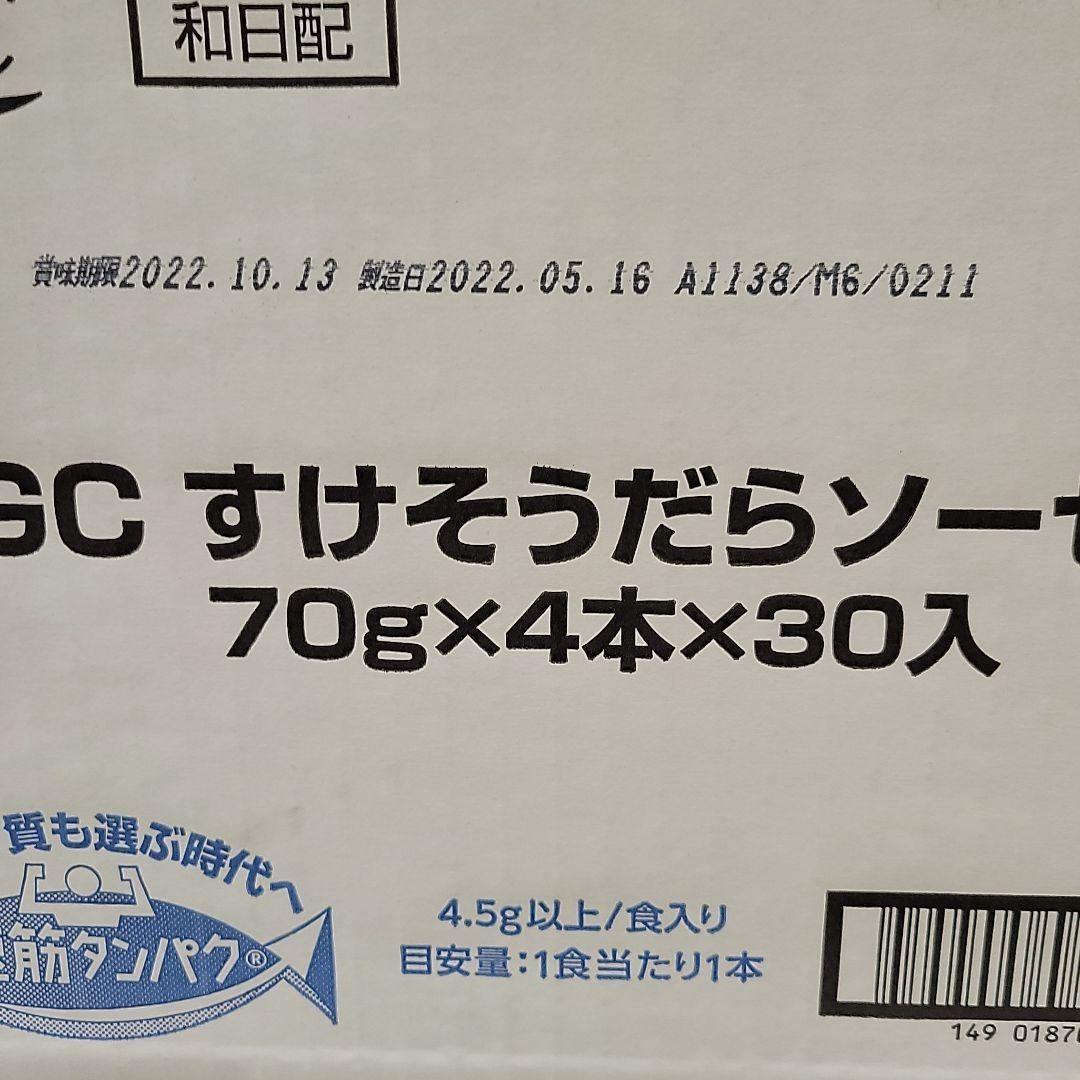 和日配
賞味期限2022.10.13 製造日2022.05.16 A1138/M6/0211
GC すけそうだらソーセ
70g×4本×30入
質も選ぶ時代へ
筋タンパク®
4.5g以上/食入り
目安量：1食当たり1本
149 0187